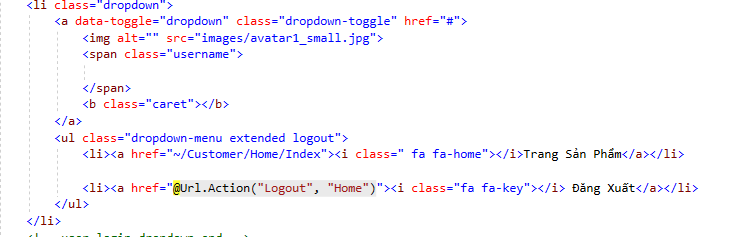 <li class="dropdown">
<a data-toggle="dropdown" class="dropdown-toggle" href="#">
<img alt="" src="images/avatar1_small.jpg">
<span class="username">
</span>
<b class="caret"></b>
</a>
<ul class="dropdown-menu extended logout">
<li><a href="~/Customer/Home/Index"><i class=" fa fa-home"></i>Trang Sản Phẩm</a></li>
<li><a href="@Url.Action("Logout", "Home")"><i class="fa fa-key"></i> Đăng Xuất</a></li>
</ul>
</li>